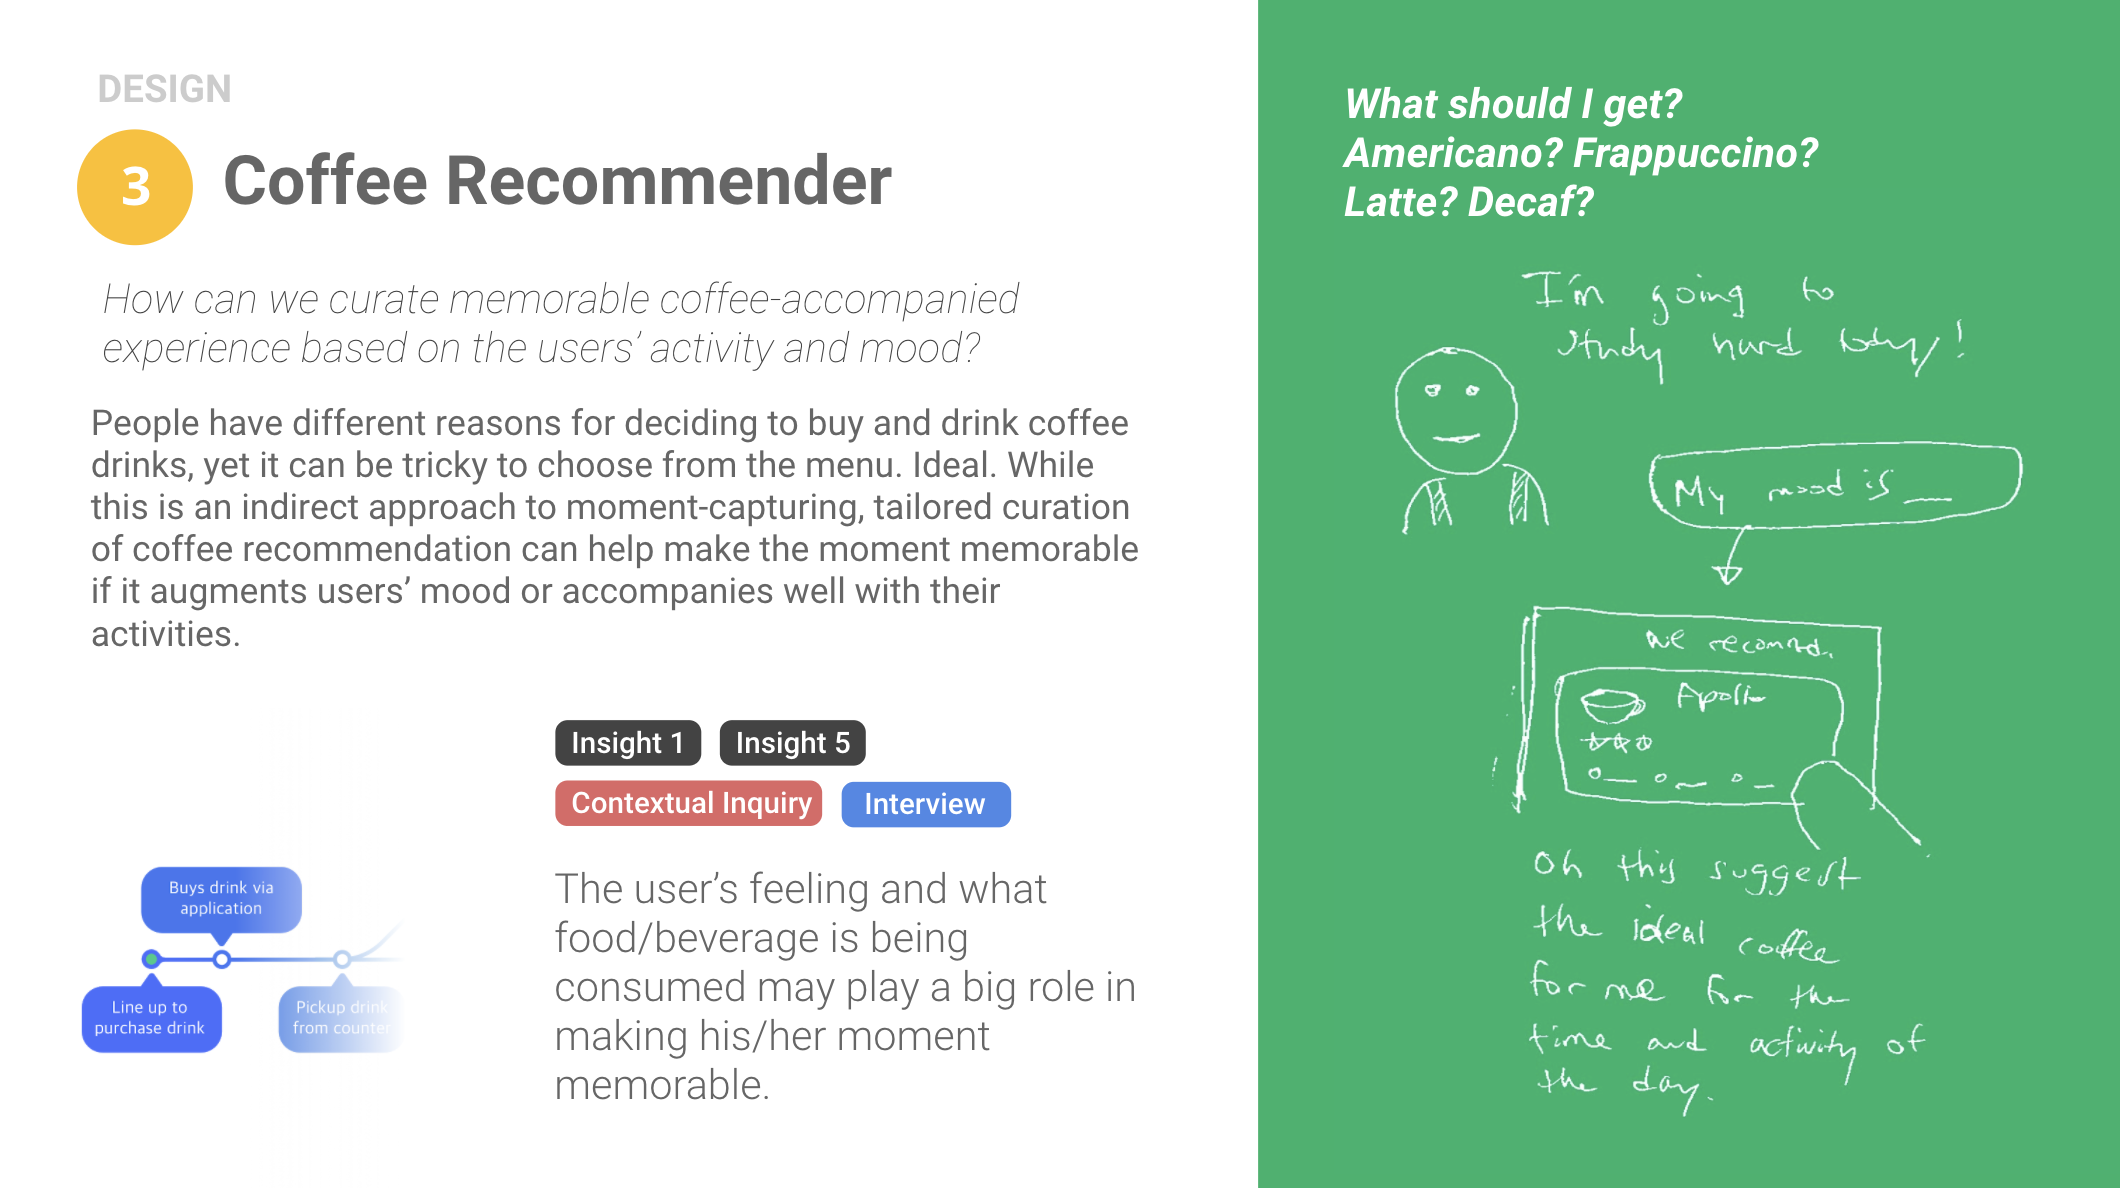 DESIGN
3
Coffee Recommender
How can we curate memorable coffee-accompanied
experience based on the users’ activity and mood?
People have different reasons for deciding to buy and drink coffee
drinks, yet it can be tricky to choose from the menu. Ideal. While
this is an indirect approach to moment-capturing, tailored curation
of coffee recommendation can help make the moment memorable
if it augments users’ mood or accompanies well with their
activities.
Insight 1 Insight 5
Contextual Inquiry Interview
The user’s feeling and what
food/beverage is being
consumed may play a big role in
making his/her moment
memorable.
Buys drink via
application
Line up to
purchase drink
Pickup drink
from counter
What should I get?
Americano? Frappuccino?
Latte? Decaf?
I'm going to
study hard today!
My mood is __
we
oh this suggest
the ideal coffee
for me for the
time and activity of
the day.